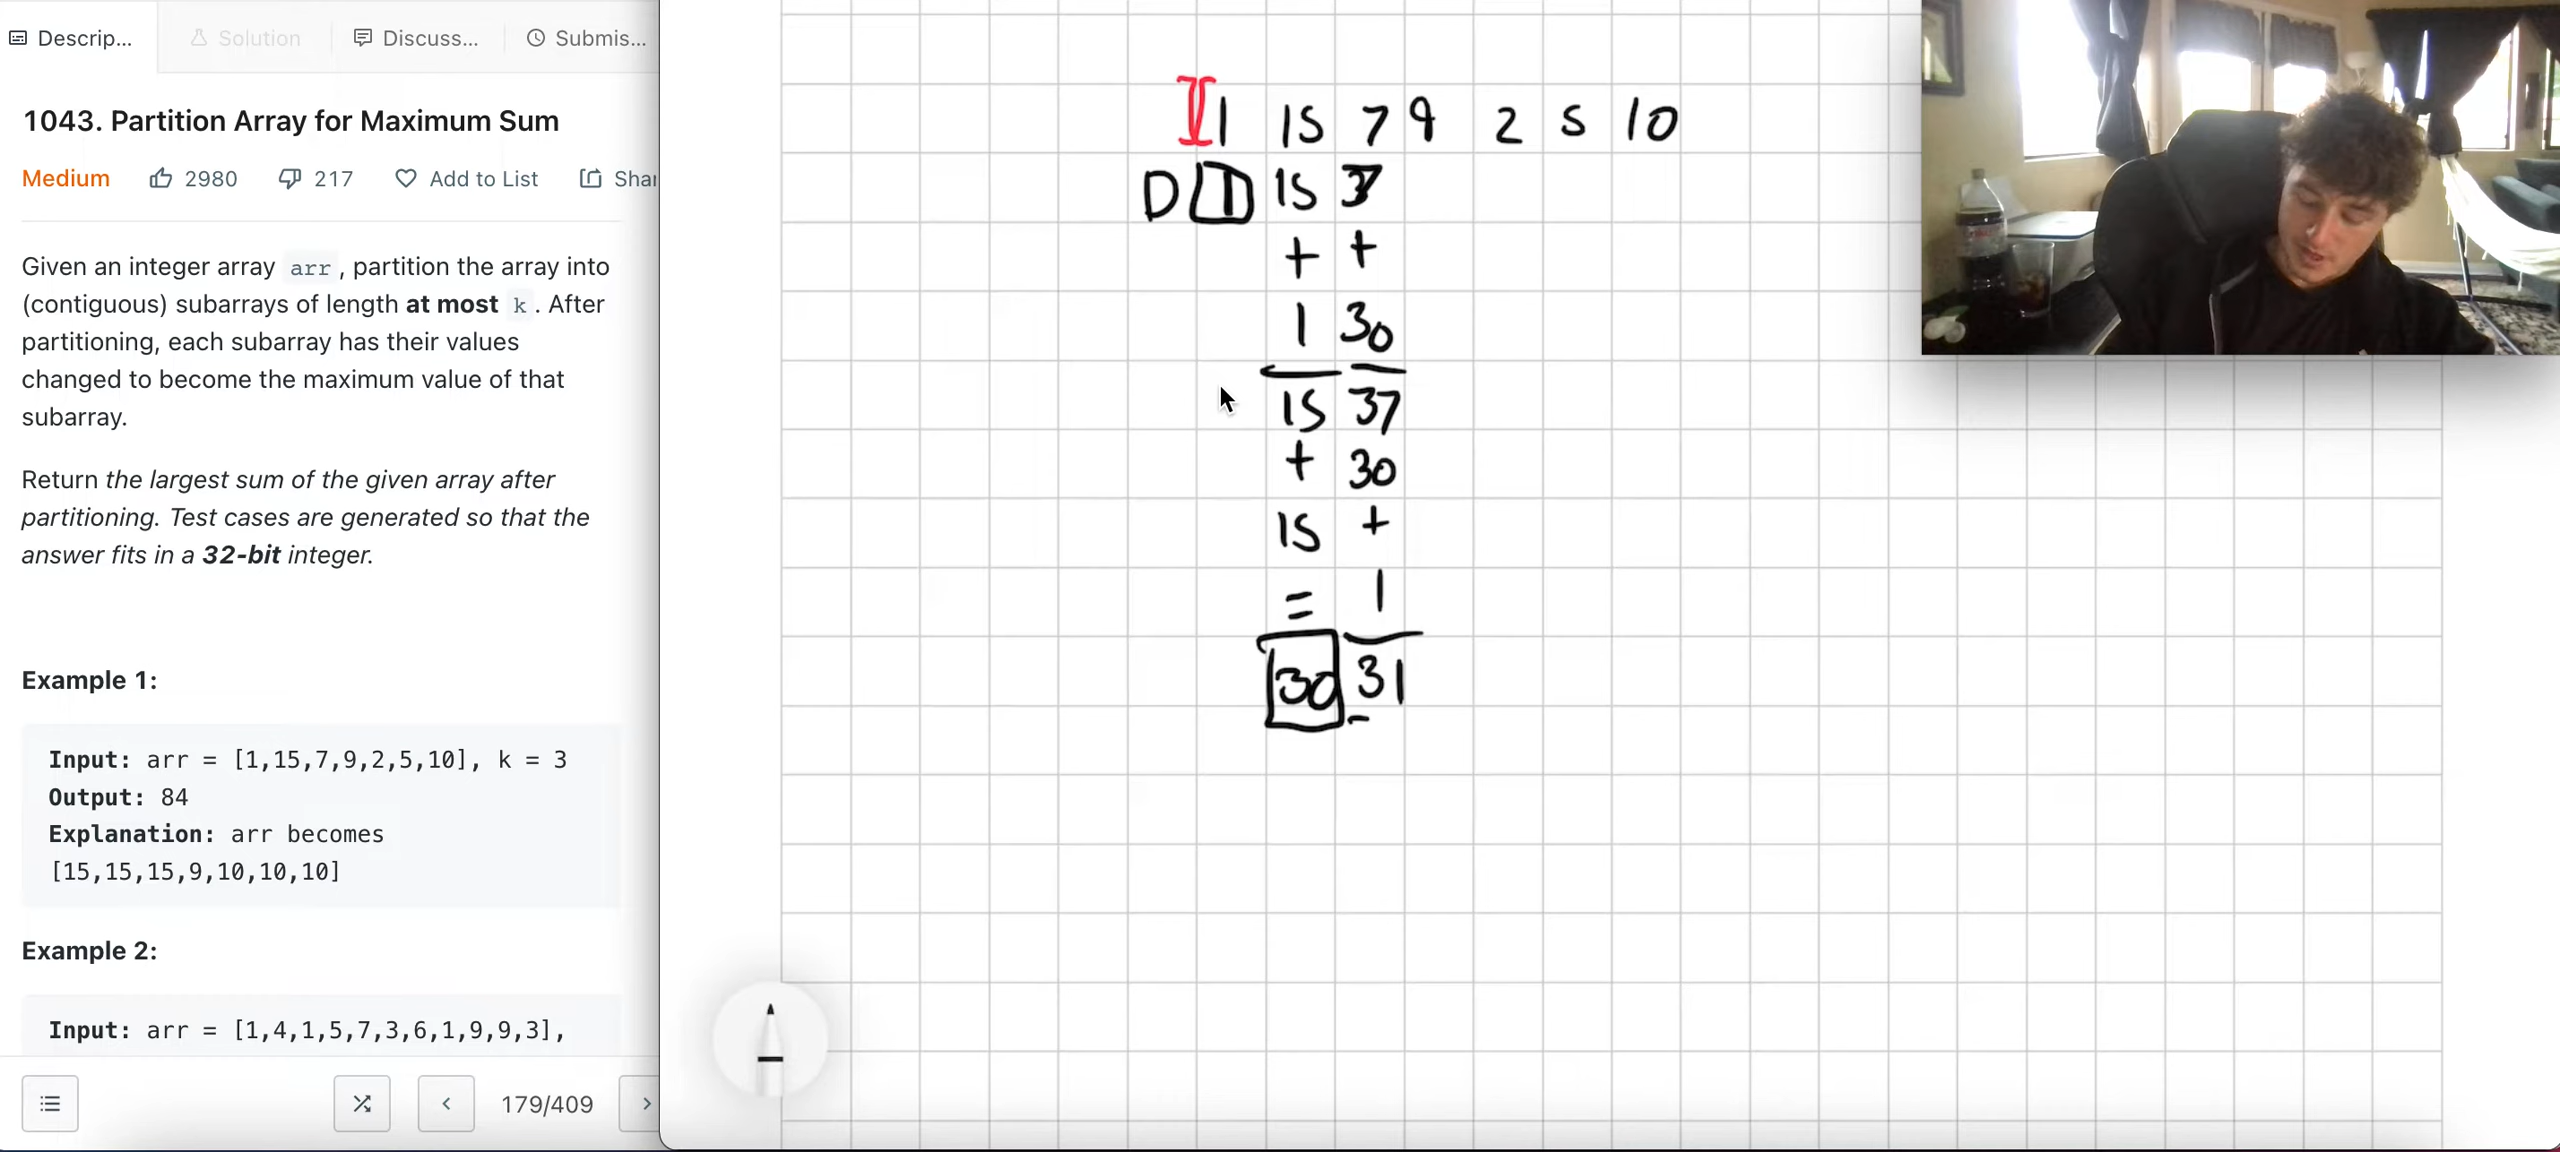 Descrip...
Solution
Discuss...
Submis...
1043. Partition Array for Maximum Sum
Medium 2980 217 Add to List Shar
Given an integer array arr , partition the array into
(contiguous) subarrays of length at most k . After
partitioning, each subarray has their values
changed to become the maximum value of that
subarray.
Return the largest sum of the given array after
partitioning. Test cases are generated so that the
answer fits in a 32-bit integer.
Example 1:
Input: arr = [1,15,7,9,2,5,10], k = 3
Output: 84
Explanation: arr becomes
[15,15,15,9,10,10,10]
Example 2:
Input: arr = [1,4,1,5,7,3,6,1,9,9,3],
179/409
1 15 7 9 2 5 10
D 1 15
+ +
1 30
15 37
+ 30
15 +
= 1
30 31